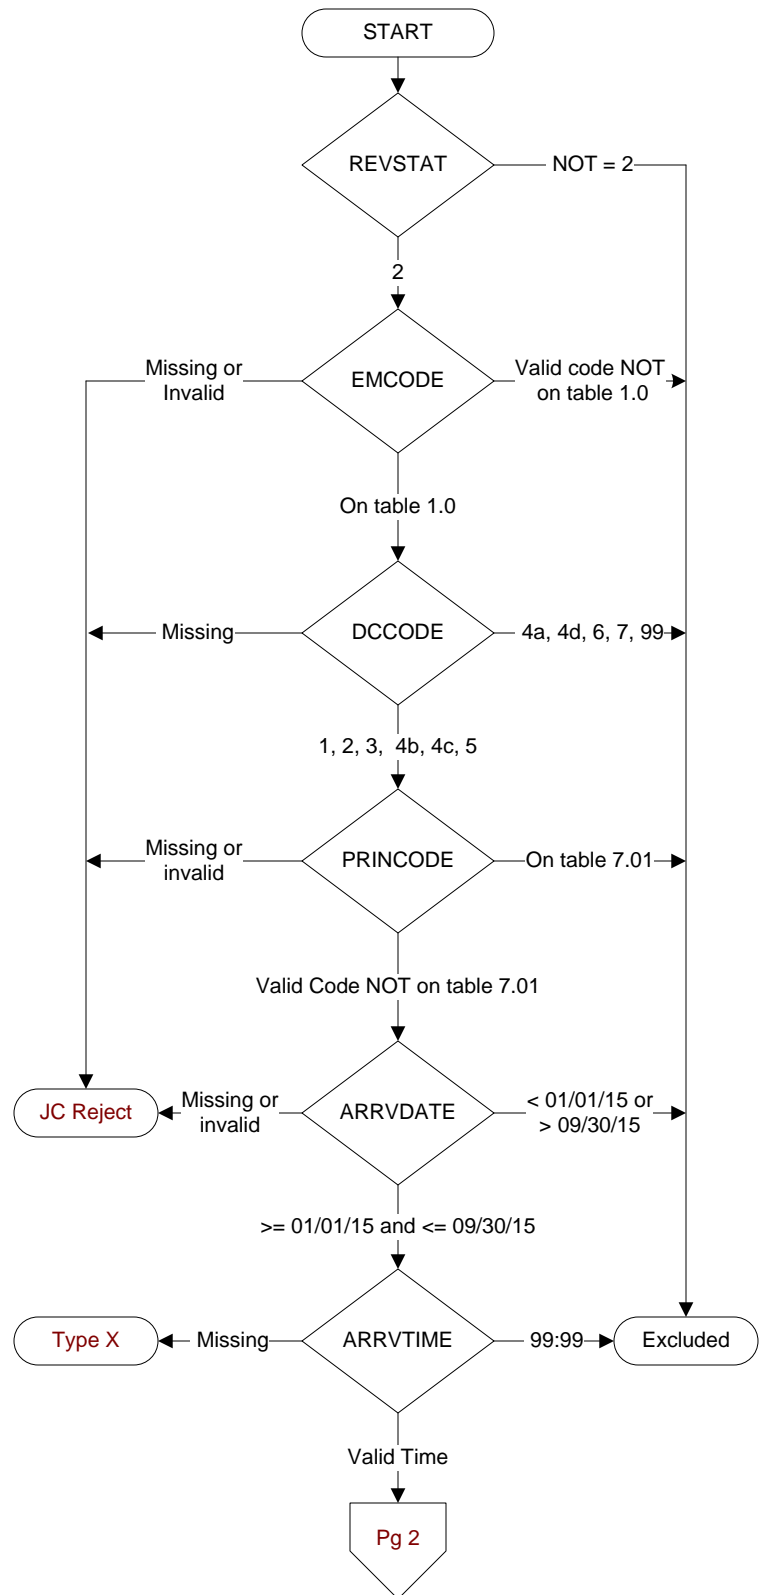 START
REVSTAT
NOT = 2
2
Missing or
Invalid
EMCODE
Valid code NOT
on table 1.0
On table 1.0
Missing
DCCODE
4a, 4d, 6, 7, 99
1, 2, 3, 4b, 4c, 5
Missing or
invalid
PRINCODE
On table 7.01
Valid Code NOT on table 7.01
JC Reject
Missing or
invalid
ARRVDATE
< 01/01/15 or
> 09/30/15
>= 01/01/15 and <= 09/30/15
Type X
Missing
ARRVTIME
99:99
Excluded
Valid Time
Pg 2